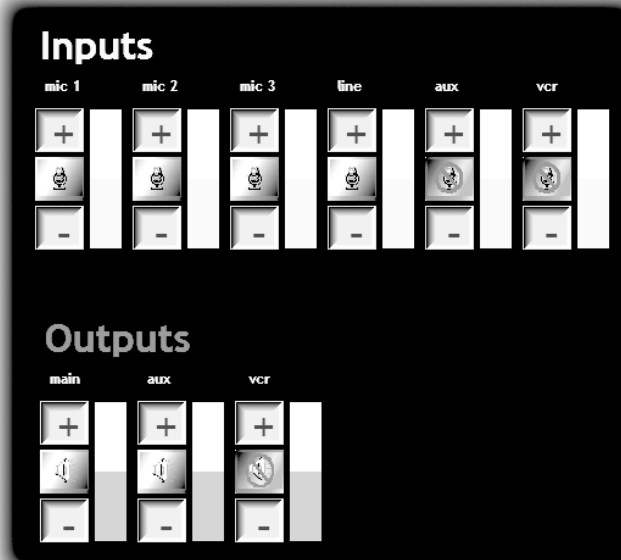 Inputs
mic 1 mic 2 mic 3 line aux vcr
+ + + + + +
- - - - - -
Outputs
main aux vcr
+ + +
- - -